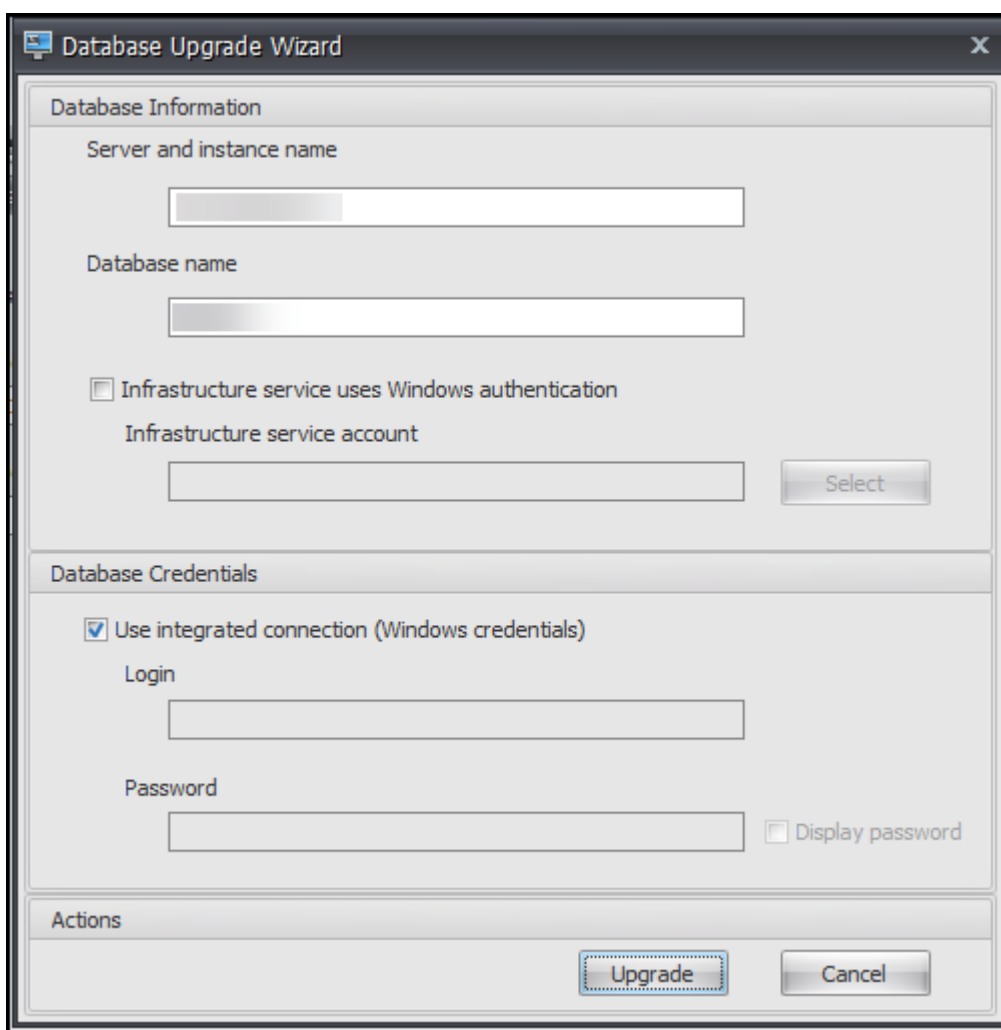 Database Upgrade Wizard x
Database Information
Server and instance name
Database name
Infrastructure service uses Windows authentication
Infrastructure service account
Select
Database Credentials
Use integrated connection (Windows credentials)
Login
Password
Display password
Actions
Upgrade Cancel